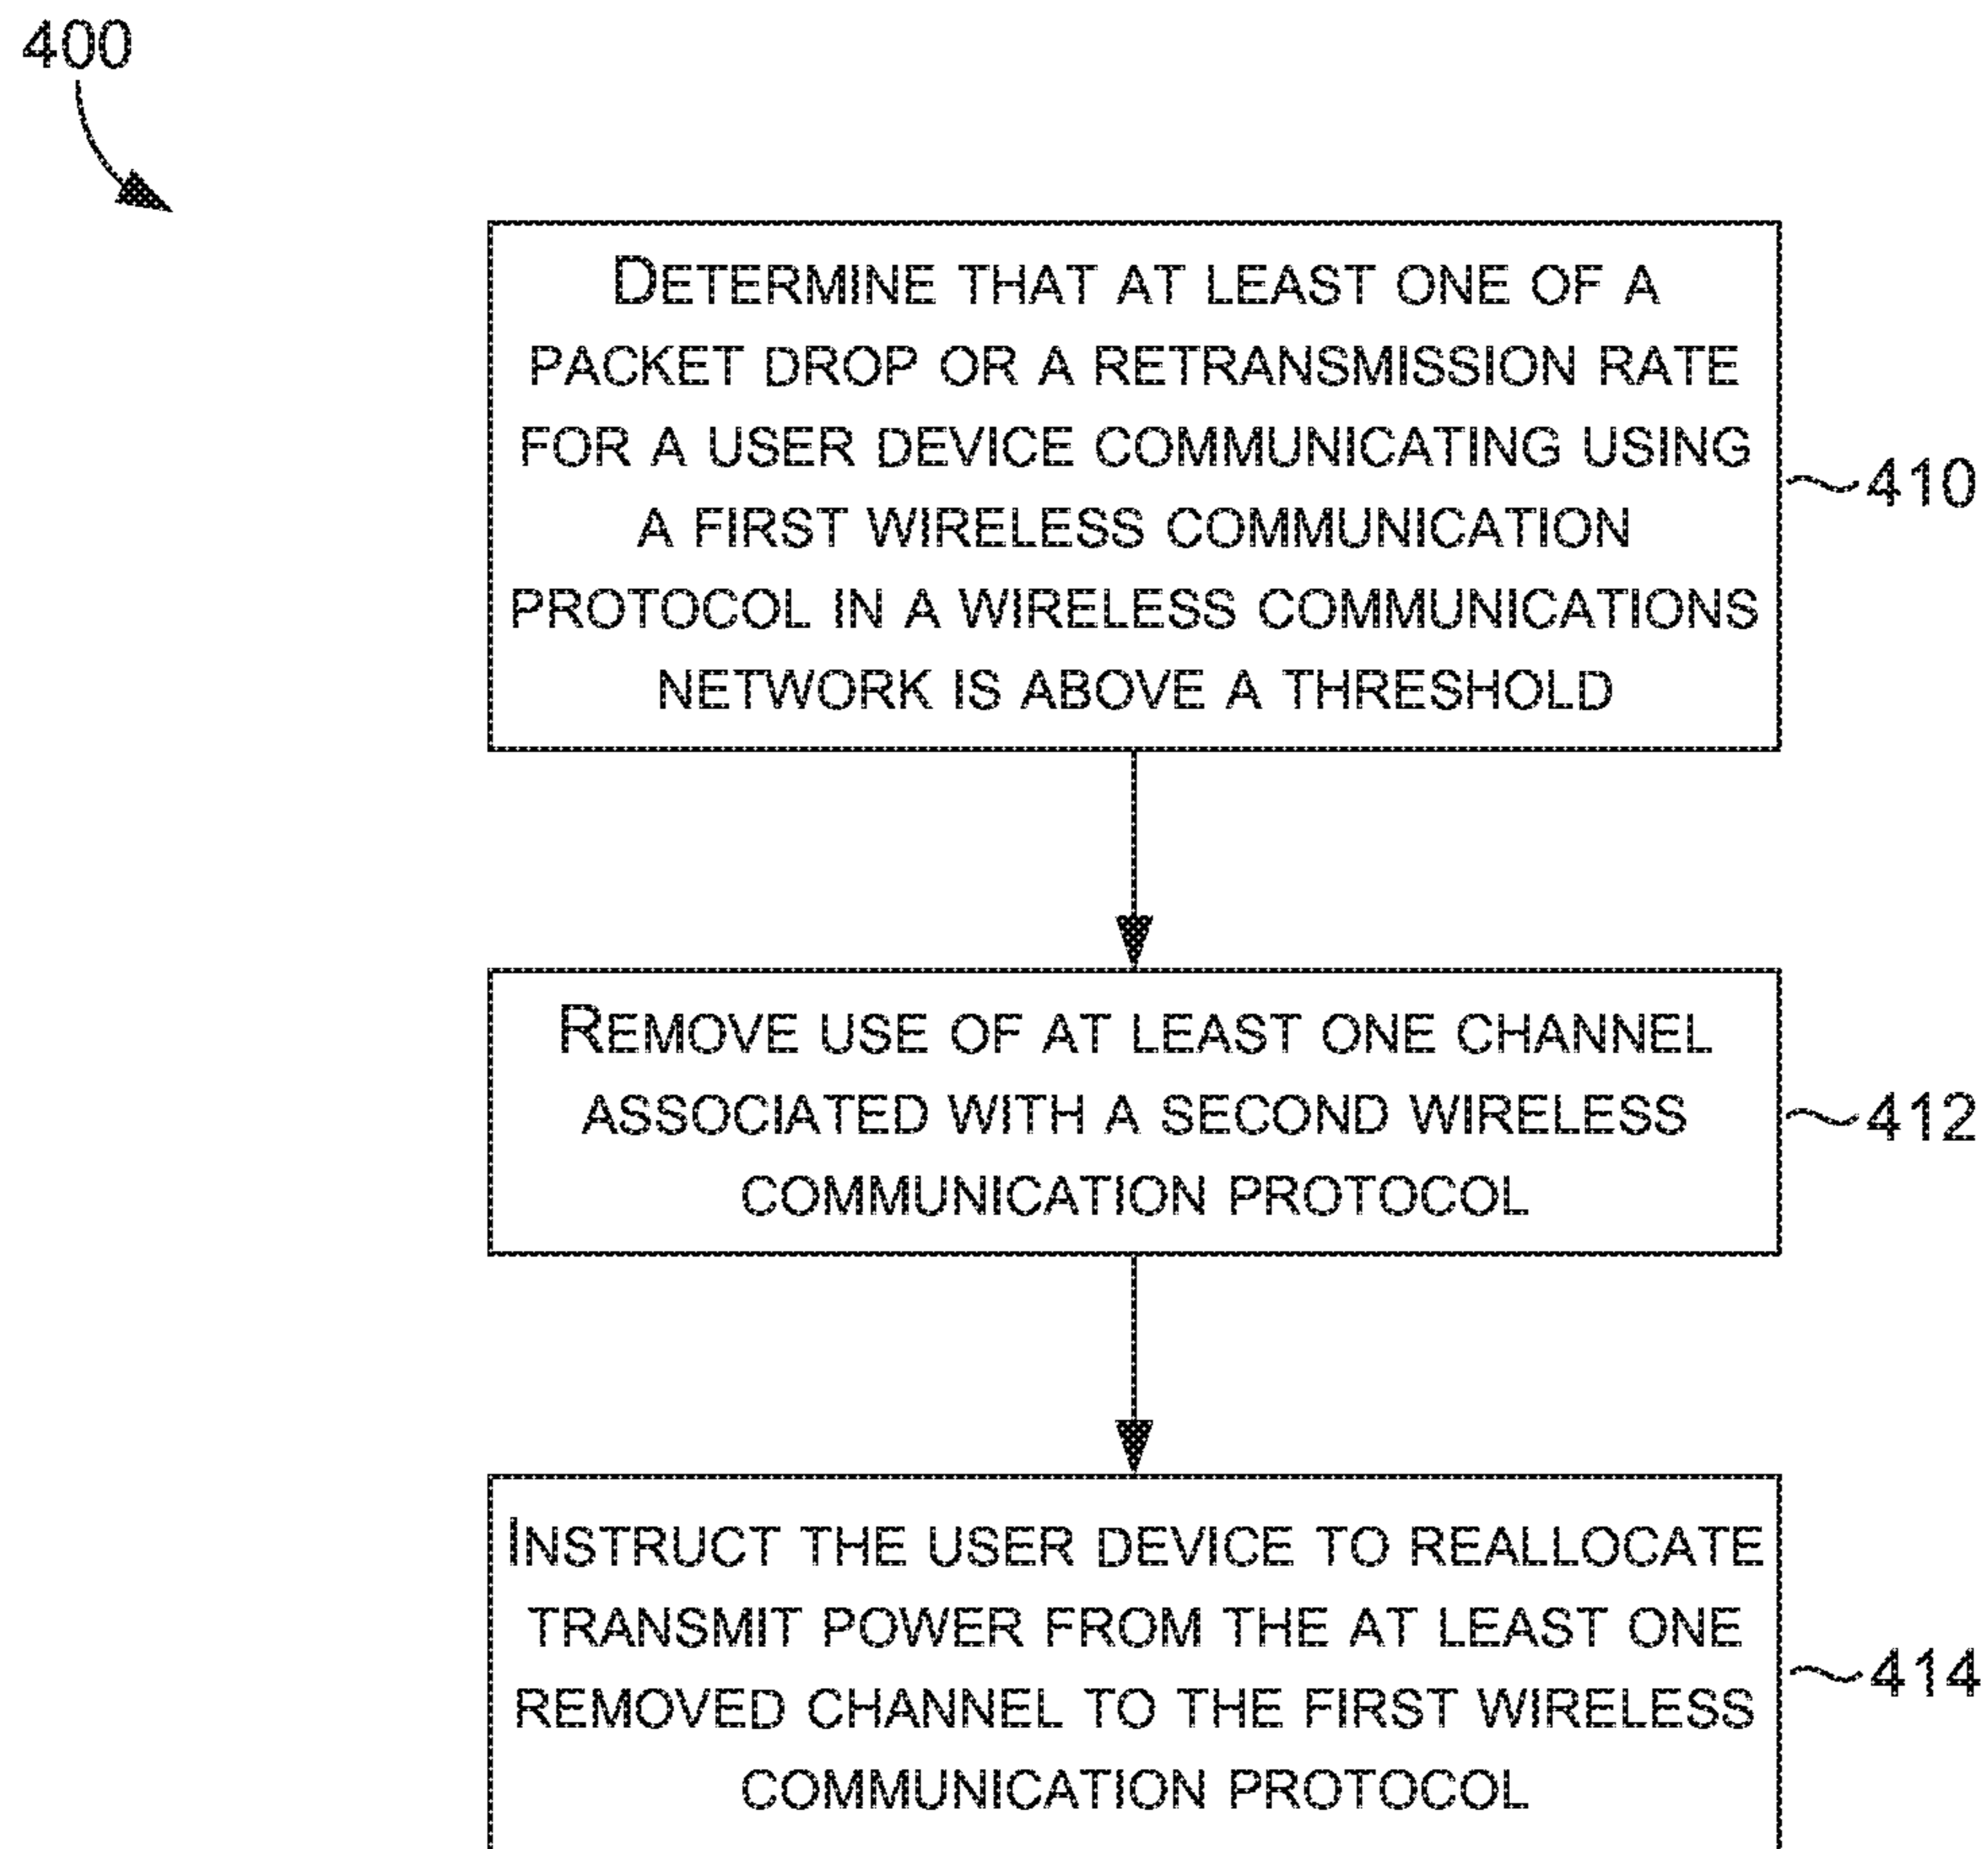 400
DETERMINE THAT AT LEAST ONE OF A
PACKET DROP OR A RETRANSMISSION RATE
FOR A USER DEVICE COMMUNICATING USING
A FIRST WIRELESS COMMUNICATION
PROTOCOL IN A WIRELESS COMMUNICATIONS
NETWORK IS ABOVE A THRESHOLD
410
REMOVE USE OF AT LEAST ONE CHANNEL
ASSOCIATED WITH A SECOND WIRELESS
COMMUNICATION PROTOCOL
412
INSTRUCT THE USER DEVICE TO REALLOCATE
TRANSMIT POWER FROM THE AT LEAST ONE
REMOVED CHANNEL TO THE FIRST WIRELESS
COMMUNICATION PROTOCOL
414